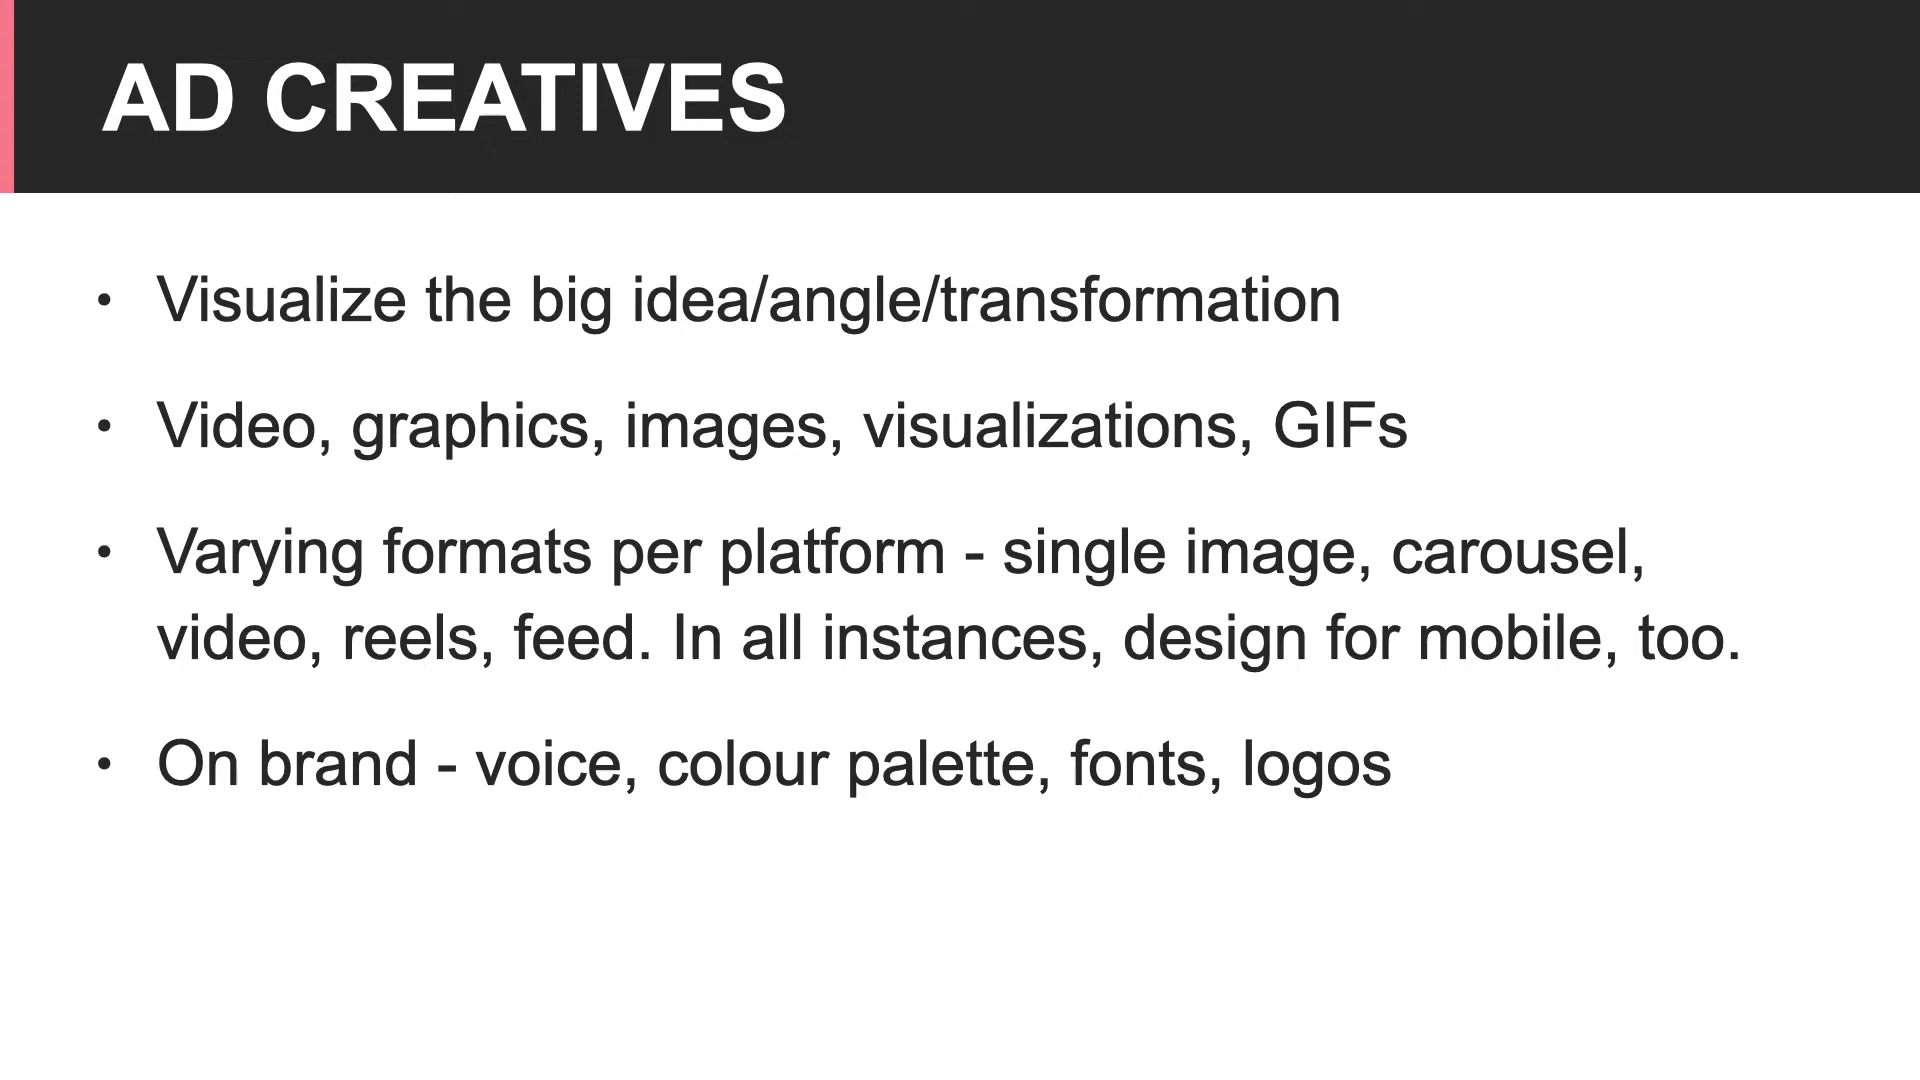 AD CREATIVES
• Visualize the big idea/angle/transformation
• Video, graphics, images, visualizations, GIFs
• Varying formats per platform - single image, carousel,
video, reels, feed. In all instances, design for mobile, too.
• On brand - voice, colour palette, fonts, logos